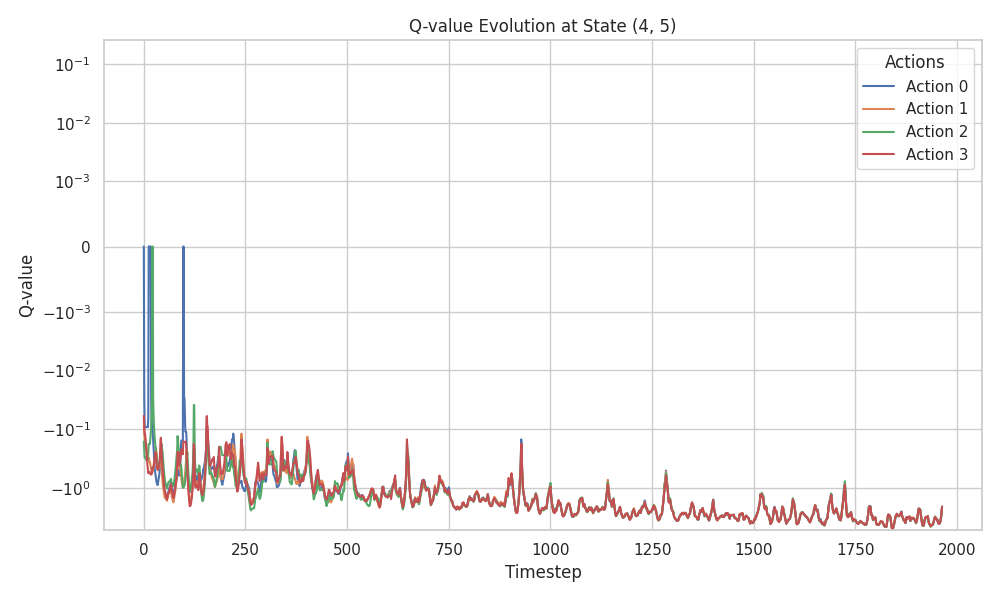 Q-value Evolution at State (4, 5)
Actions
Action 0
Action 1
Action 2
Action 3
Q-value
10⁻¹
10⁻²
10⁻³
0
−10⁻³
−10⁻²
−10⁻¹
−10⁰
0 250 500 750 1000 1250 1500 1750 2000
Timestep